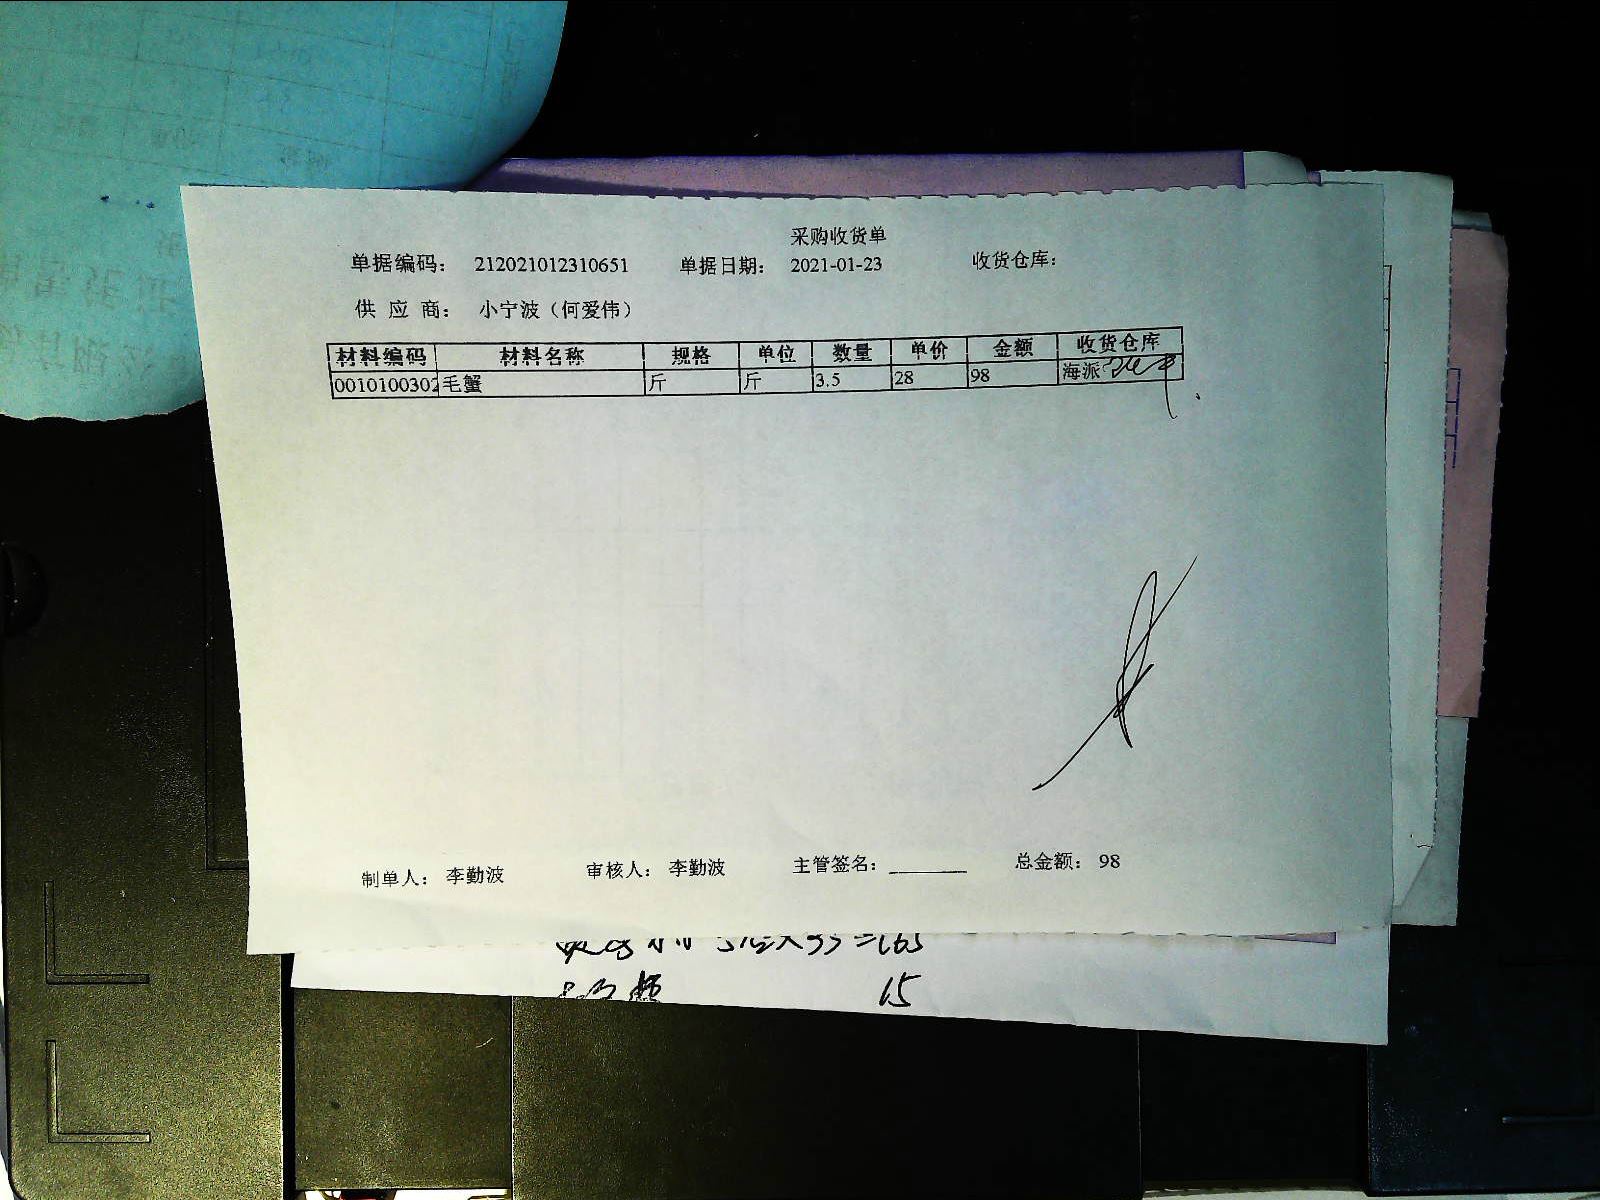 采购收货单
单据编码： 212021012310651 单据日期： 2021-01-23 收货仓库：
供 应 商： 小宁波（何爱伟）
材料编码 材料名称 规格 单位 数量 单价 金额 收货仓库
0010100302 毛蟹 斤 斤 3.5 28 98 海派
制单人： 李勤波 审核人： 李勤波 主管签名： 总金额： 98
15